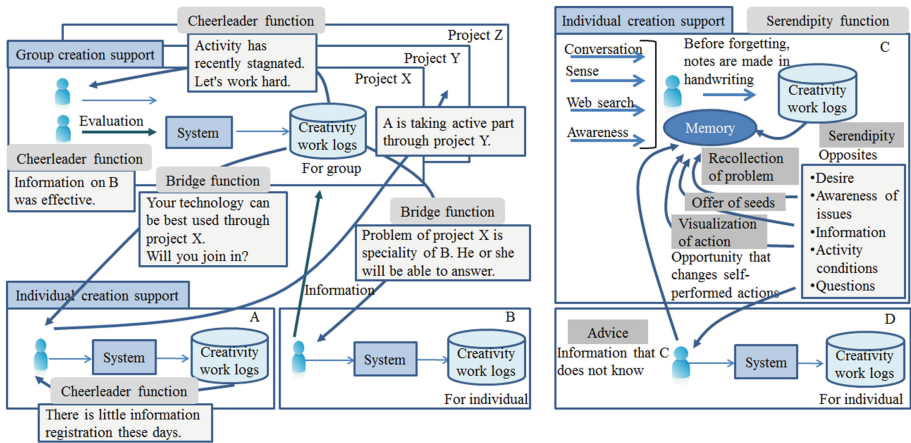 Cheerleader function
Project Z
Group creation support
Activity has
recently stagnated.
Let's work hard.
Project Y
Project X
Evaluation
System
Creativity
work logs
For group
A is taking active part
through project Y.
Cheerleader function
Information on B
was effective.
Bridge function
Your technology can
be best used through
project X.
Will you join in?
Bridge function
Problem of project X is
speciality of B. He or she
will be able to answer.
Information
Individual creation support
A
System
Creativity
work logs
Cheerleader function
There is little information
registration these days.
B
System
Creativity
work logs
For individual
Individual creation support
Serendipity function
C
Conversation
Sense
Web search
Awareness
Before forgetting,
notes are made in
handwriting
Creativity
work logs
Memory
Serendipity
Opposites
Recollection
of problem
Offer of seeds
Visualization
of action
Opportunity that
changes self-
performed actions
•Desire
•Awareness of
issues
•Information
•Activity
conditions
•Questions
D
Advice
Information that C
does not know
System
Creativity
work logs
For individual